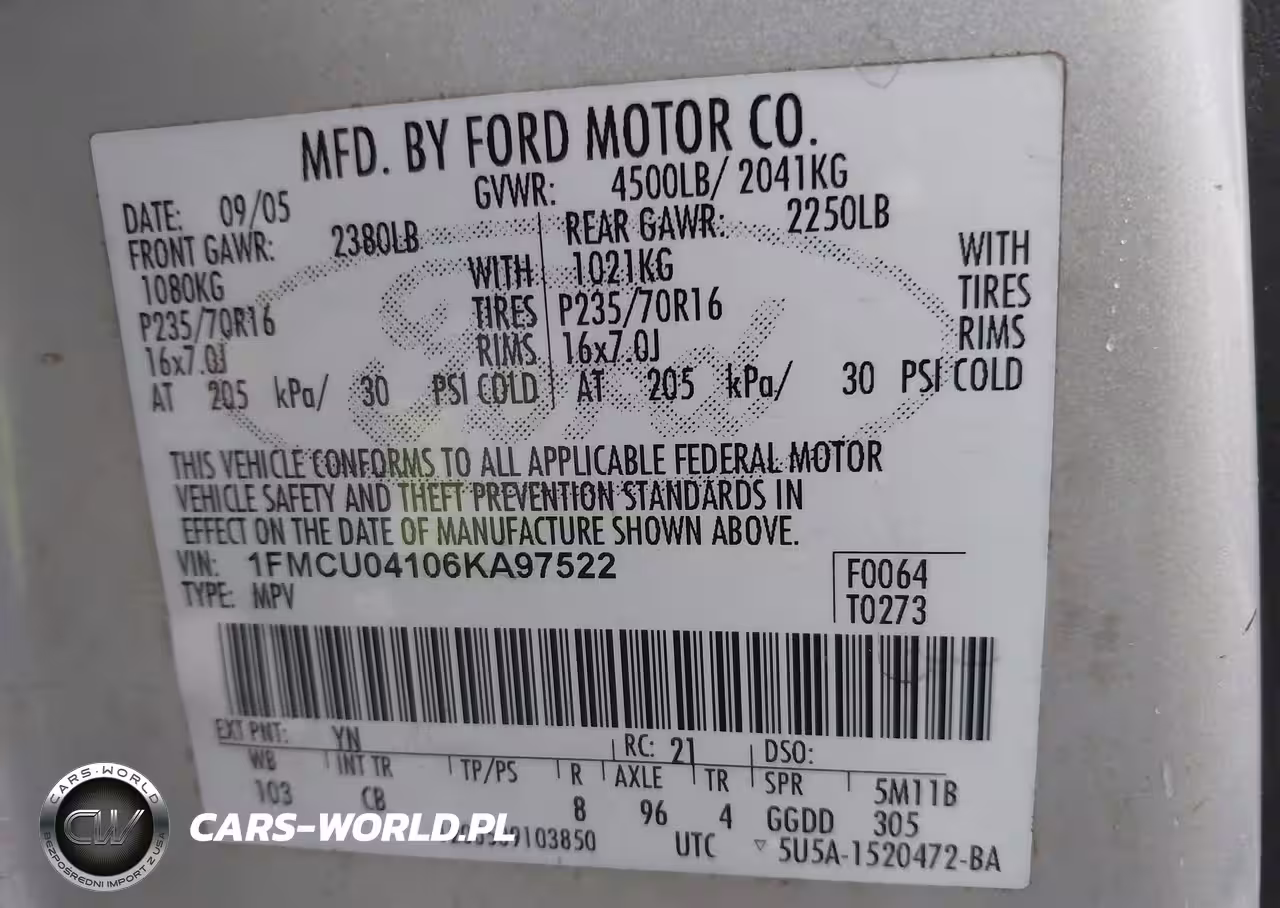 MFD. BY FORD MOTOR CO.
DATE: 09/05 GVWR: 4500LB/ 2041KG
FRONT GAWR: 2380LB REAR GAWR: 2250LB
1080KG WITH 1021KG WITH
P235/70R16 TIRES P235/70R16 TIRES
16x7.0J RIMS 16x7.0J RIMS
AT 205 kPa/ 30 PSI COLD AT 205 kPa/ 30 PSI COLD
THIS VEHICLE CONFORMS TO ALL APPLICABLE FEDERAL MOTOR
VEHICLE SAFETY AND THEFT PREVENTION STANDARDS IN
EFFECT ON THE DATE OF MANUFACTURE SHOWN ABOVE.
VIN: 1FMCU04106KA97522 F0064
TYPE: MPV T0273
EXT PNT: YN RC: 21 DSO:
WB INT TR TP/PS R AXLE TR SPR 5M11B
103 CB 8 96 4 GGDD 305
UTC ▽ 5U5A-1520472-BA
CARS-WORLD
CW
BEZPOŚREDNI IMPORT Z USA
CARS-WORLD.PL